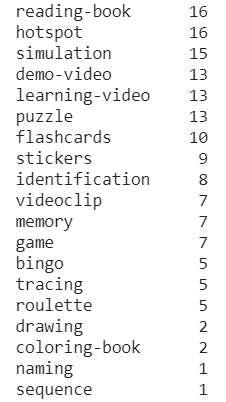 reading-book 16
hotspot 16
simulation 15
demo-video 13
learning-video 13
puzzle 13
flashcards 10
stickers 9
identification 8
videoclip 7
memory 7
game 7
bingo 5
tracing 5
roulette 5
drawing 2
coloring-book 2
naming 1
sequence 1